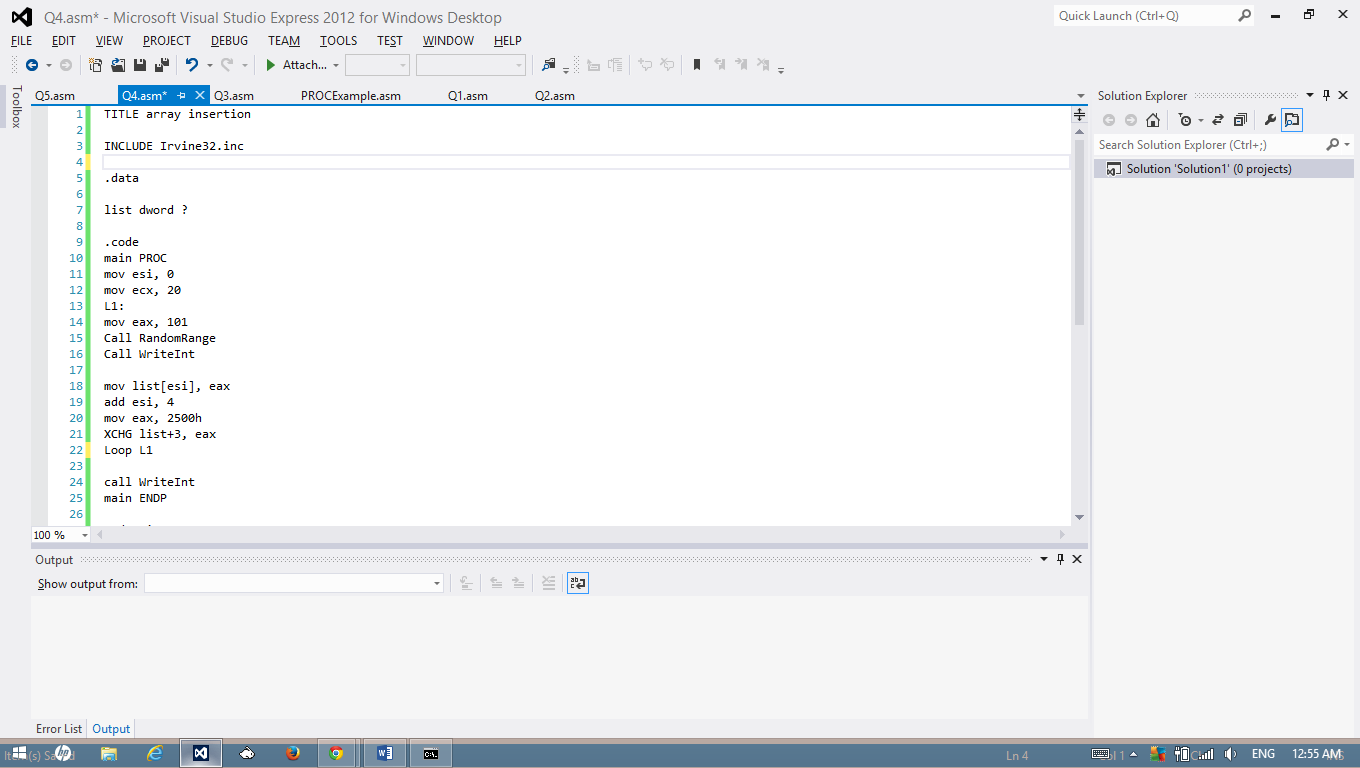 Q4.asm* - Microsoft Visual Studio Express 2012 for Windows Desktop
Quick Launch (Ctrl+Q)
FILE EDIT VIEW PROJECT DEBUG TEAM TOOLS TEST WINDOW HELP
Attach...
Toolbox
Q5.asm Q4.asm* Q3.asm PROCExample.asm Q1.asm Q2.asm
Solution Explorer
Search Solution Explorer (Ctrl+;)
Solution 'Solution1' (0 projects)
1 TITLE array insertion
2
3 INCLUDE Irvine32.inc
4
5 .data
6
7 list dword ?
8
9 .code
10 main PROC
11 mov esi, 0
12 mov ecx, 20
13 L1:
14 mov eax, 101
15 Call RandomRange
16 Call WriteInt
17
18 mov list[esi], eax
19 add esi, 4
20 mov eax, 2500h
21 XCHG list+3, eax
22 Loop L1
23
24 call WriteInt
25 main ENDP
26
100 %
Output
Show output from:
Error List Output
Ln 4
ENG 12:55 AM